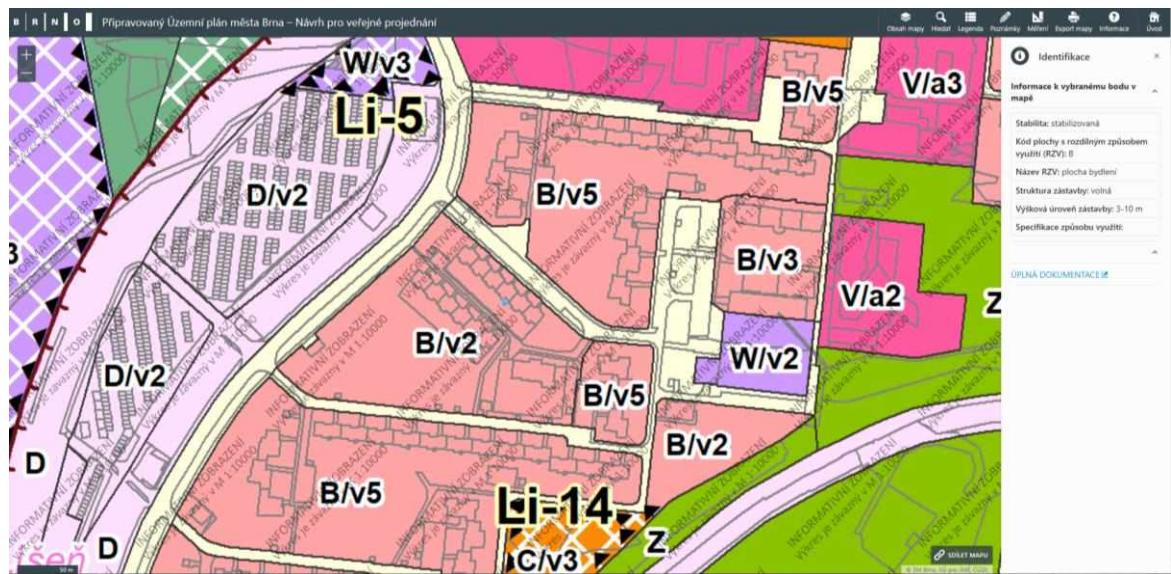 B R N O Připravovaný Územní plán města Brna – Návrh pro veřejné projednání
Obsah mapy Hledat Legenda Poznámky Měření Export mapy Informace Úvod
+
−
Identifikace ×
Informace k vybranému bodu v mapě
Stabilita: stabilizovaná
Kód plochy s rozdílným způsobem
využití (RZV): B
Název RZV: plocha bydlení
Struktura zástavby: volná
Výšková úroveň zástavby: 3-10 m
Specifikace způsobu využití:
ÚPLNÁ DOKUMENTACE
W/v3
Li-5
B/v5
V/a3
D/v2
B/v5
3
B/v3
V/a2
Z
B/v2
W/v2
D/v2
B/v5
B/v2
D
B/v5
Li-14
Z
D
C/v3
šeň
INFORMATIVNÍ ZOBRAZENÍ
Výkres je závazný v M 1:10000
50 m
SDÍLET MAPU